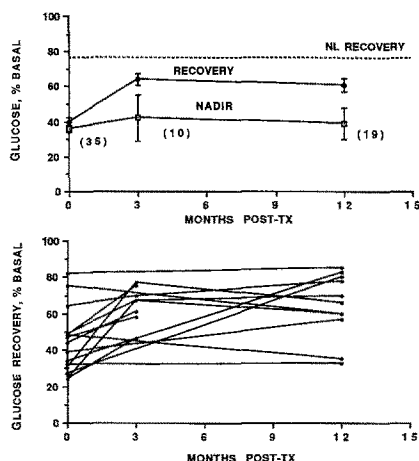 GLUCOSE, % BASAL
100
80
60
40
20
0
NL RECOVERY
RECOVERY
NADIR
(35)
(10)
(19)
0 3 6 9 12 15
MONTHS POST-TX
GLUCOSE RECOVERY, % BASAL
100
80
60
40
20
0
0 3 6 9 12 15
MONTHS POST-TX